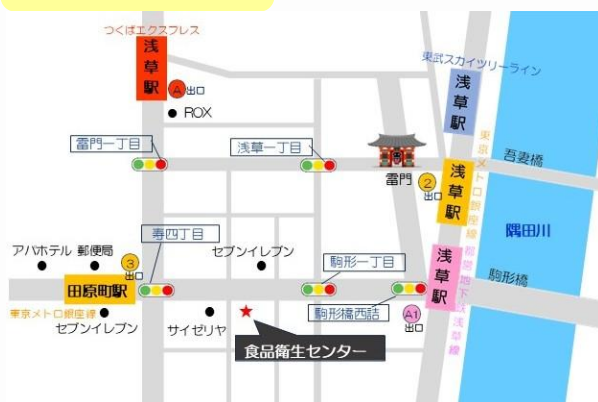 つくばエクスプレス
浅草駅
A出口
ROX
東武スカイツリーライン
浅草駅
雷門一丁目
浅草一丁目
雷門
2出口
東京メトロ銀座線
浅草駅
吾妻橋
隅田川
寿四丁目
セブンイレブン
駒形一丁目
アパホテル 郵便局
3出口
田原町駅
東京メトロ銀座線
セブンイレブン
サイゼリヤ
食品衛生センター
駒形橋西詰
A1出口
浅草駅
都営地下鉄浅草線
駒形橋